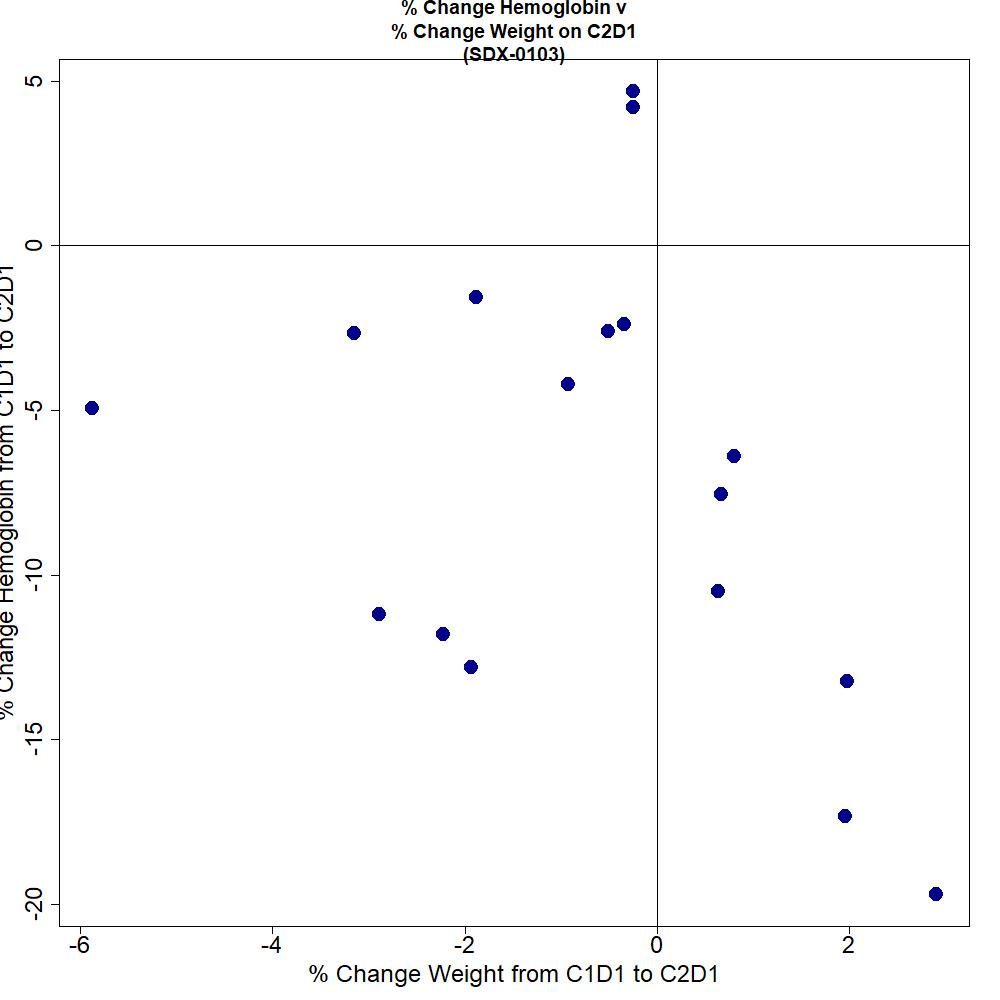 % Change Hemoglobin v
% Change Weight on C2D1
(SDX-0103)
5
0
-5
-10
-15
-20
% Change Hemoglobin from C1D1 to C2D1
-6
-4
-2
0
2
% Change Weight from C1D1 to C2D1